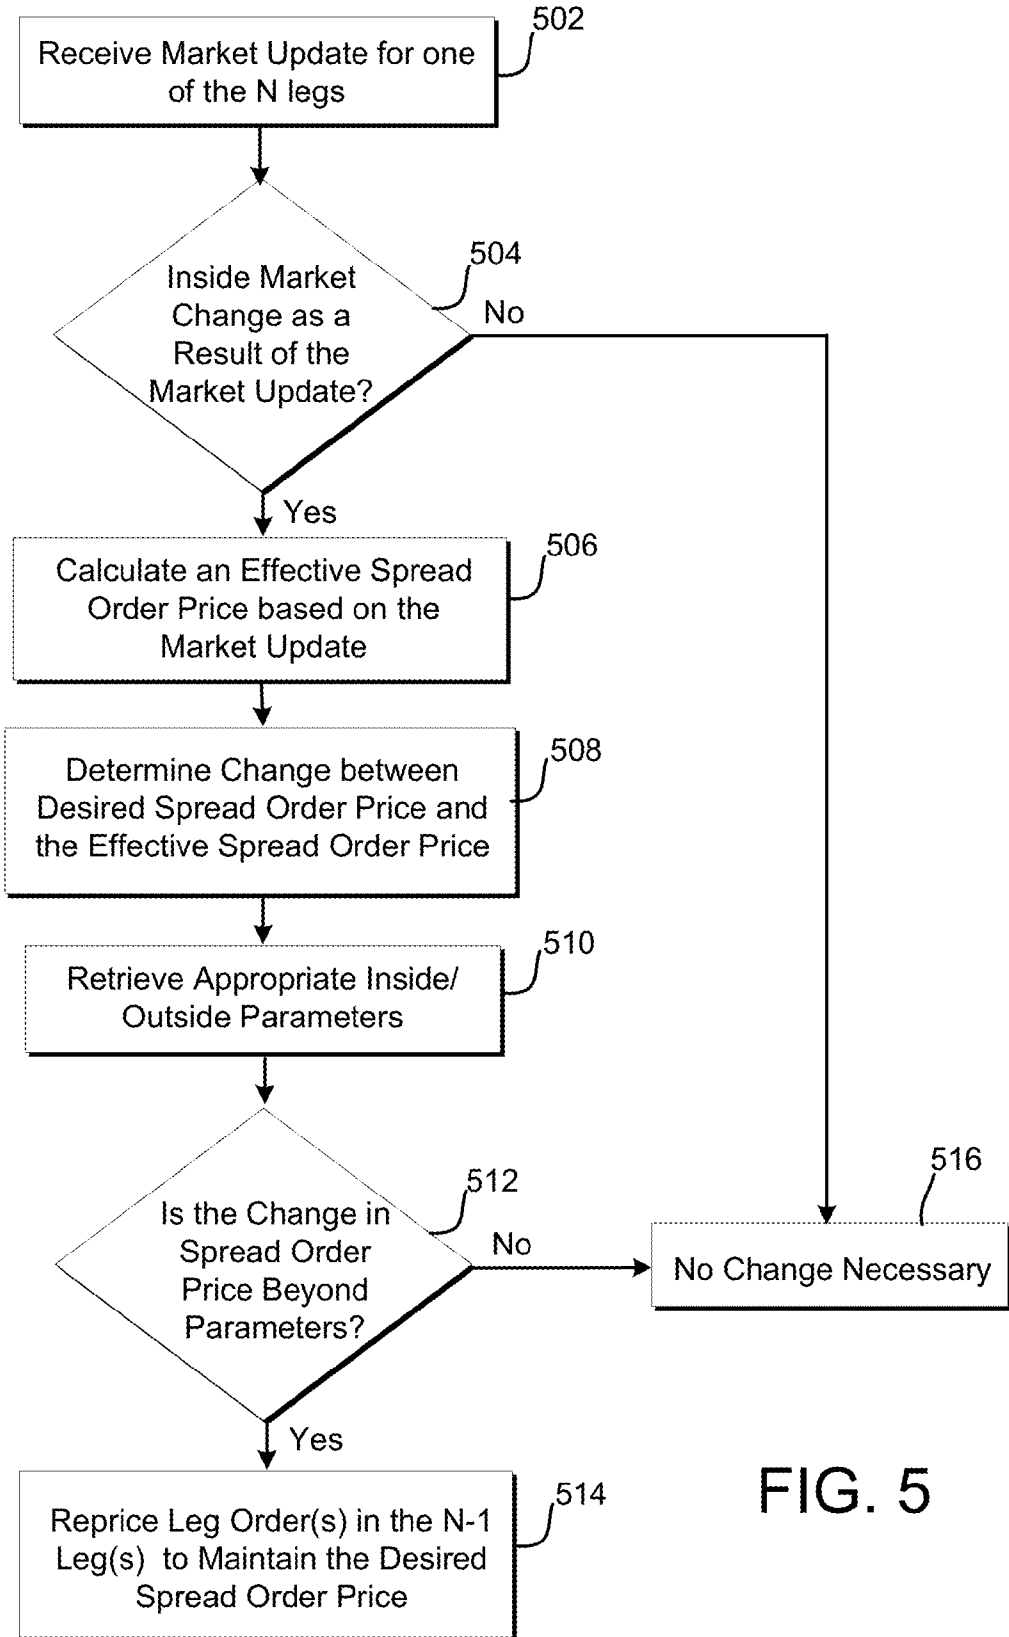 502
Receive Market Update for one
of the N legs
504
Inside Market
Change as a
Result of the
Market Update?
No
Yes
506
Calculate an Effective Spread
Order Price based on the
Market Update
508
Determine Change between
Desired Spread Order Price and
the Effective Spread Order Price
510
Retrieve Appropriate Inside/
Outside Parameters
512
Is the Change in
Spread Order
Price Beyond
Parameters?
No
516
No Change Necessary
Yes
514
Reprice Leg Order(s) in the N-1
Leg(s) to Maintain the Desired
Spread Order Price
FIG. 5